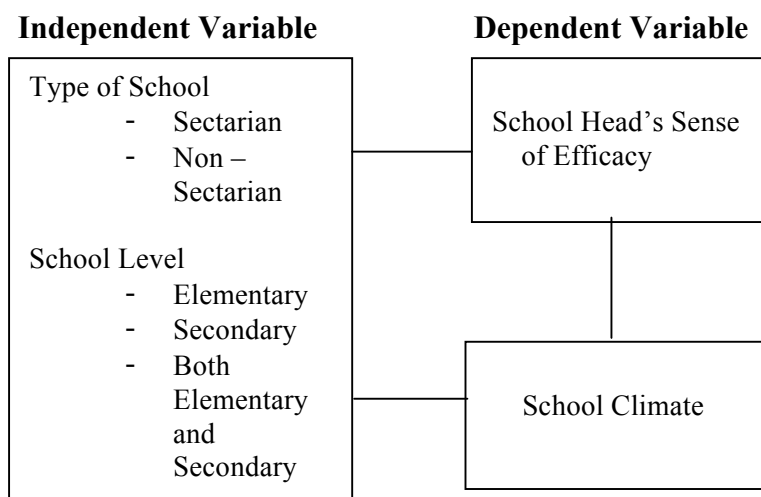 Independent Variable
Type of School
- Sectarian
- Non –
Sectarian
School Level
- Elementary
- Secondary
- Both
Elementary
and
Secondary
Dependent Variable
School Head's Sense
of Efficacy
School Climate